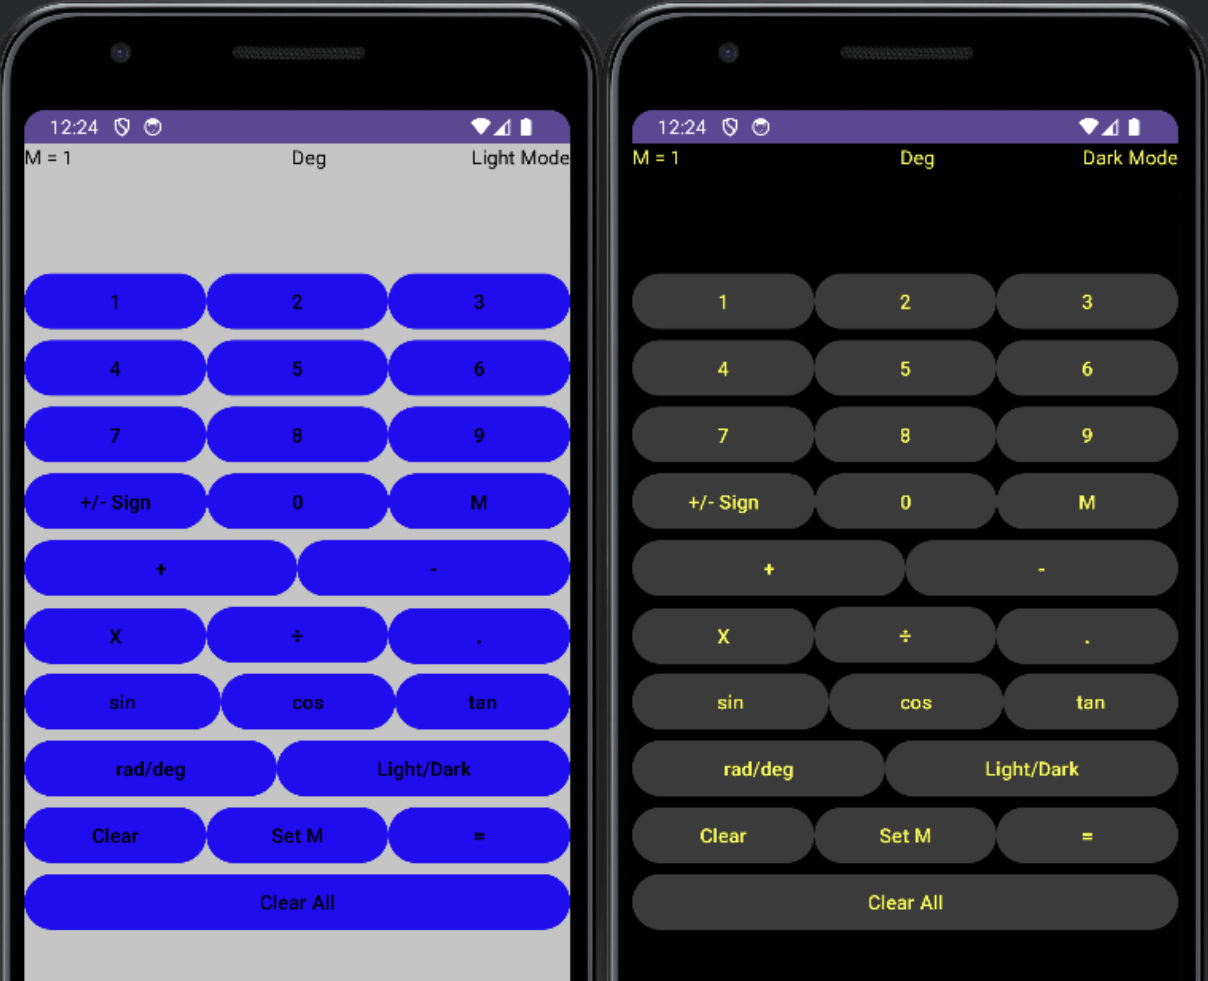 12:24
M = 1 Deg Light Mode
1 2 3
4 5 6
7 8 9
+/- Sign 0 M
+ -
X ÷ .
sin cos tan
rad/deg Light/Dark
Clear Set M =
Clear All
12:24
M = 1 Deg Dark Mode
1 2 3
4 5 6
7 8 9
+/- Sign 0 M
+ -
X ÷ .
sin cos tan
rad/deg Light/Dark
Clear Set M =
Clear All